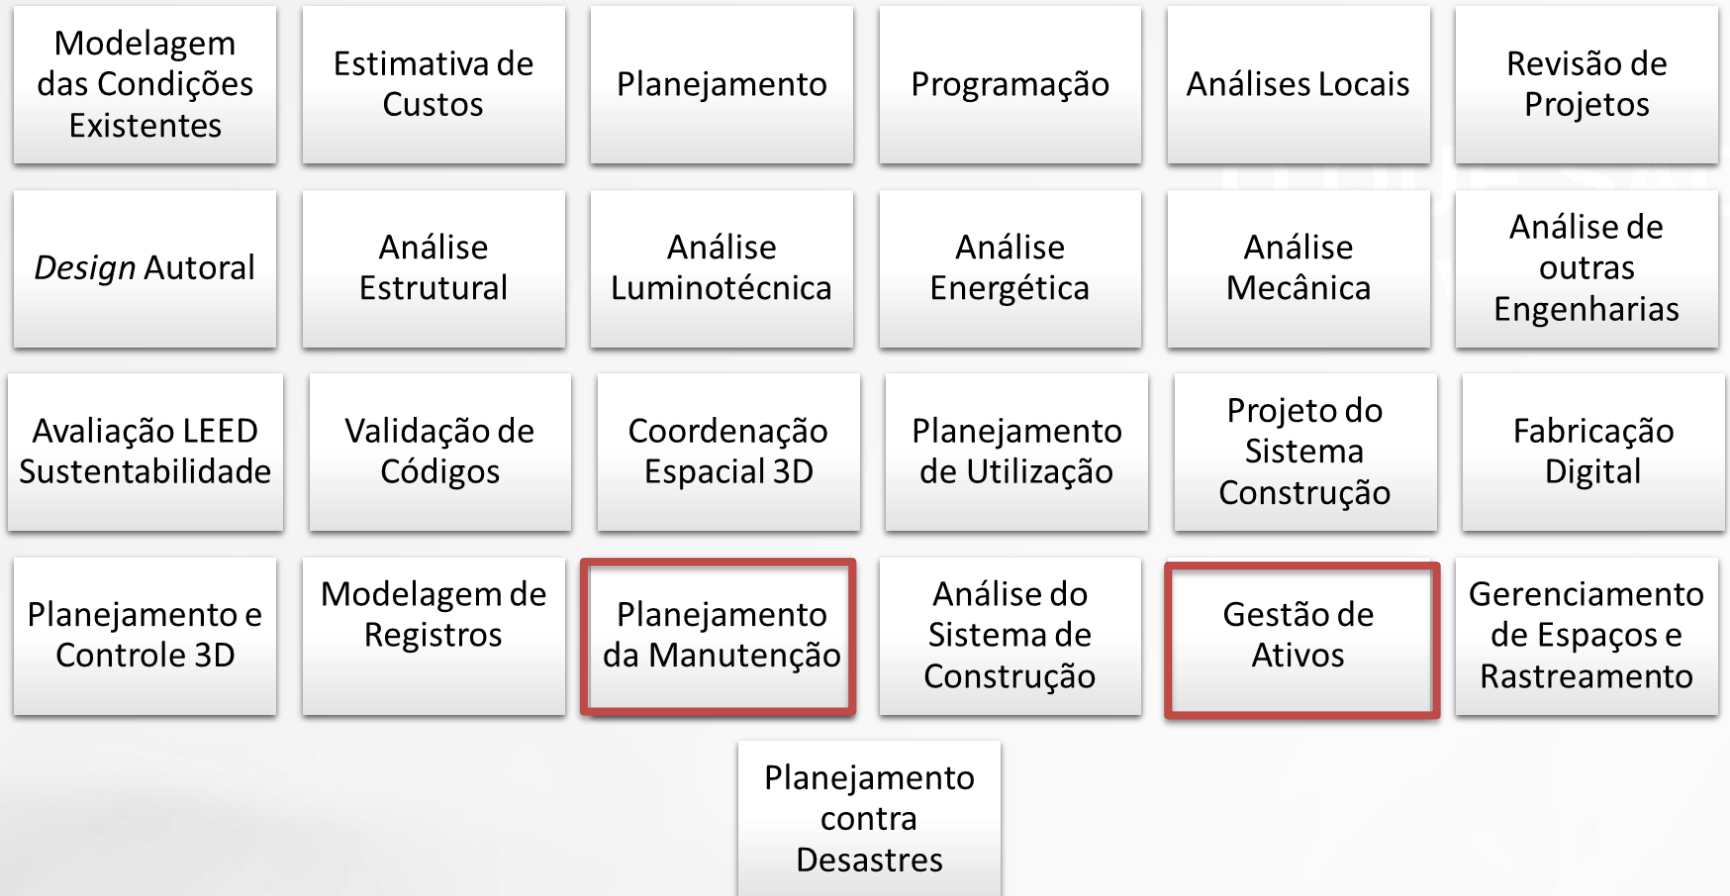 Modelagem
das Condições
Existentes
Estimativa de
Custos
Planejamento
Programação
Análises Locais
Revisão de
Projetos
Design Autoral
Análise
Estrutural
Análise
Luminotécnica
Análise
Energética
Análise
Mecânica
Análise de
outras
Engenharias
Avaliação LEED
Sustentabilidade
Validação de
Códigos
Coordenação
Espacial 3D
Planejamento
de Utilização
Projeto do
Sistema
Construção
Fabricação
Digital
Planejamento e
Controle 3D
Modelagem de
Registros
Planejamento
da Manutenção
Análise do
Sistema de
Construção
Gestão de
Ativos
Gerenciamento
de Espaços e
Rastreamento
Planejamento
contra
Desastres